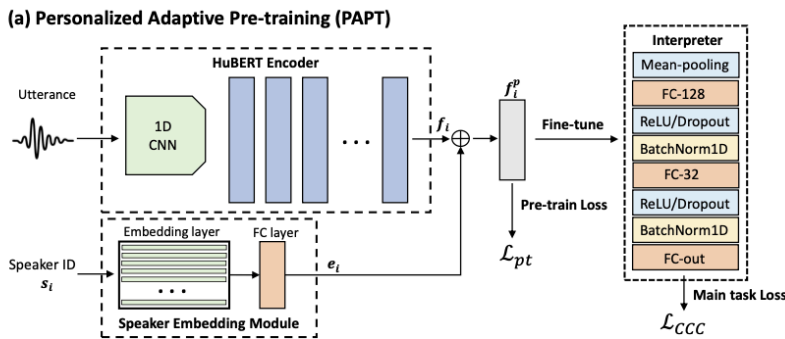 (a) Personalized Adaptive Pre-training (PAPT)
HuBERT Encoder
Utterance
1D
CNN
. . .
f_i
f_i^p
Fine-tune
Pre-train Loss
ℒ_pt
Embedding layer
FC layer
Speaker ID
s_i
. . .
e_i
Speaker Embedding Module
Interpreter
Mean-pooling
FC-128
ReLU/Dropout
BatchNorm1D
FC-32
ReLU/Dropout
BatchNorm1D
FC-out
Main task Loss
ℒ_CCC